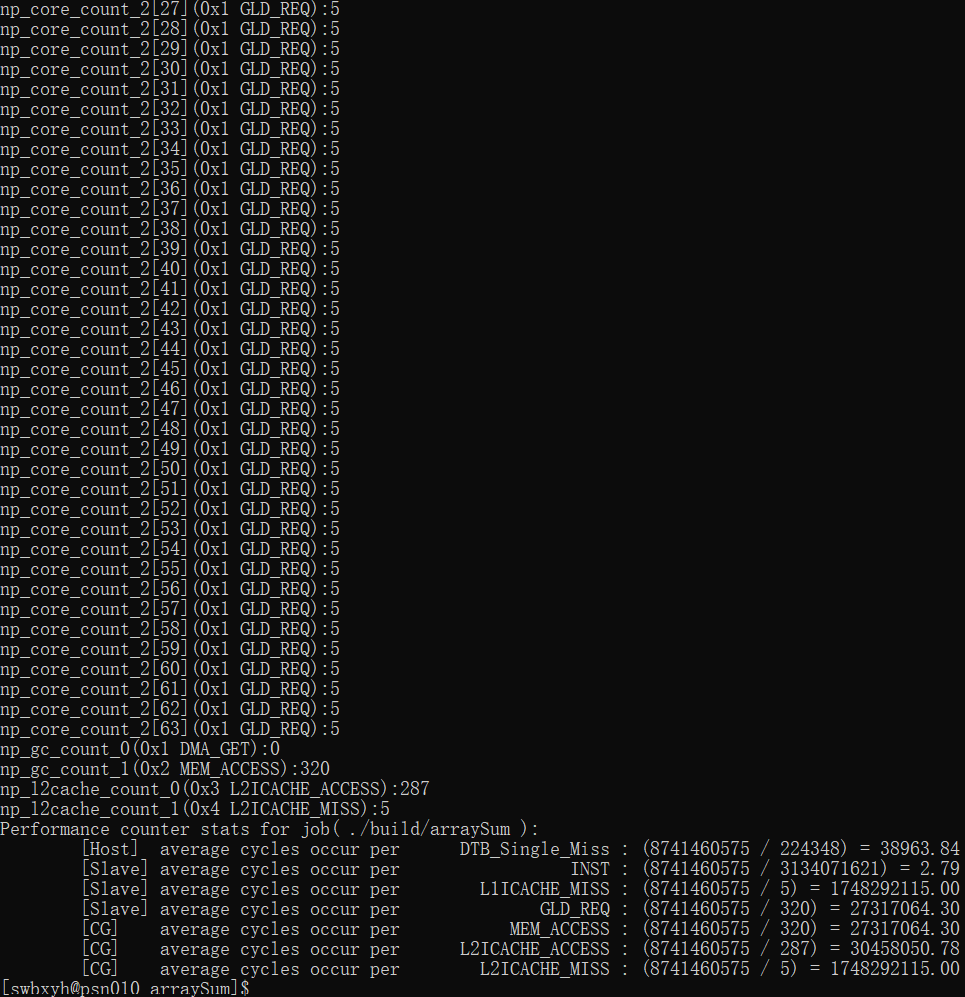 np_core_count_2[27](0x1 GLD_REQ):5
np_core_count_2[28](0x1 GLD_REQ):5
np_core_count_2[29](0x1 GLD_REQ):5
np_core_count_2[30](0x1 GLD_REQ):5
np_core_count_2[31](0x1 GLD_REQ):5
np_core_count_2[32](0x1 GLD_REQ):5
np_core_count_2[33](0x1 GLD_REQ):5
np_core_count_2[34](0x1 GLD_REQ):5
np_core_count_2[35](0x1 GLD_REQ):5
np_core_count_2[36](0x1 GLD_REQ):5
np_core_count_2[37](0x1 GLD_REQ):5
np_core_count_2[38](0x1 GLD_REQ):5
np_core_count_2[39](0x1 GLD_REQ):5
np_core_count_2[40](0x1 GLD_REQ):5
np_core_count_2[41](0x1 GLD_REQ):5
np_core_count_2[42](0x1 GLD_REQ):5
np_core_count_2[43](0x1 GLD_REQ):5
np_core_count_2[44](0x1 GLD_REQ):5
np_core_count_2[45](0x1 GLD_REQ):5
np_core_count_2[46](0x1 GLD_REQ):5
np_core_count_2[47](0x1 GLD_REQ):5
np_core_count_2[48](0x1 GLD_REQ):5
np_core_count_2[49](0x1 GLD_REQ):5
np_core_count_2[50](0x1 GLD_REQ):5
np_core_count_2[51](0x1 GLD_REQ):5
np_core_count_2[52](0x1 GLD_REQ):5
np_core_count_2[53](0x1 GLD_REQ):5
np_core_count_2[54](0x1 GLD_REQ):5
np_core_count_2[55](0x1 GLD_REQ):5
np_core_count_2[56](0x1 GLD_REQ):5
np_core_count_2[57](0x1 GLD_REQ):5
np_core_count_2[58](0x1 GLD_REQ):5
np_core_count_2[59](0x1 GLD_REQ):5
np_core_count_2[60](0x1 GLD_REQ):5
np_core_count_2[61](0x1 GLD_REQ):5
np_core_count_2[62](0x1 GLD_REQ):5
np_core_count_2[63](0x1 GLD_REQ):5
np_gc_count_0(0x1 DMA_GET):0
np_gc_count_1(0x2 MEM_ACCESS):320
np_l2cache_count_0(0x3 L2ICACHE_ACCESS):287
np_l2cache_count_1(0x4 L2ICACHE_MISS):5
Performance counter stats for job( ./build/arraySum ):
[Host] average cycles occur per DTB_Single_Miss : (8741460575 / 224348) = 38963.84
[Slave] average cycles occur per INST : (8741460575 / 3134071621) = 2.79
[Slave] average cycles occur per L1ICACHE_MISS : (8741460575 / 5) = 1748292115.00
[Slave] average cycles occur per GLD_REQ : (8741460575 / 320) = 27317064.30
[CG] average cycles occur per MEM_ACCESS : (8741460575 / 320) = 27317064.30
[CG] average cycles occur per L2ICACHE_ACCESS : (8741460575 / 287) = 30458050.78
[CG] average cycles occur per L2ICACHE_MISS : (8741460575 / 5) = 1748292115.00
[swbxyh@psn010 arraySum]$